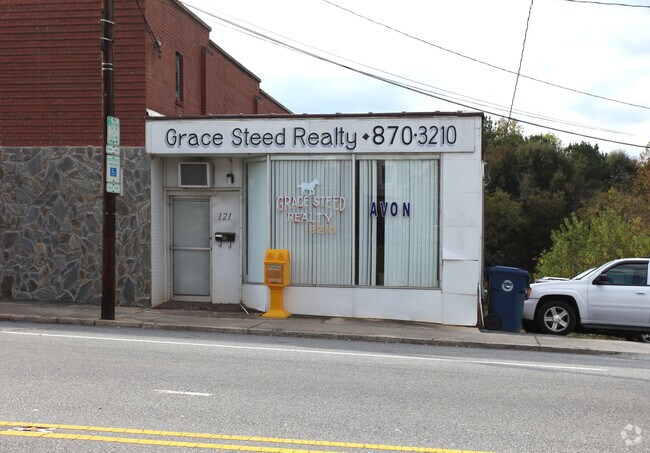 Grace Steed Realty • 870-3210
GRACE STEED
REALTY
AVON
121